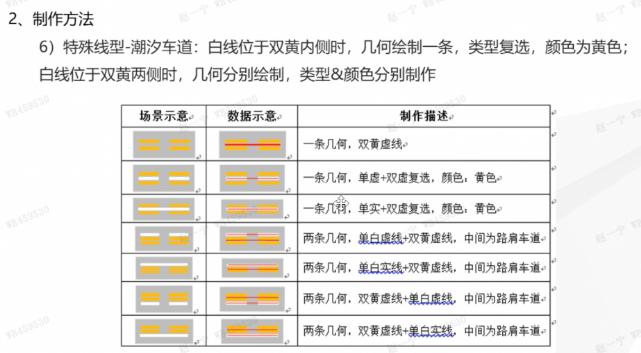 2、制作方法
6）特殊线型-潮汐车道：白线位于双黄内侧时，几何绘制一条，类型复选，颜色为黄色；
白线位于双黄两侧时，几何分别绘制，类型&颜色分别制作
场景示意 数据示意 制作描述
一条几何，双黄虚线
一条几何，单虚+双虚复选，颜色：黄色
一条几何，单实+双虚复选，颜色：黄色
两条几何，单白虚线+双黄虚线，中间为路肩车道
两条几何，单白实线+双黄虚线，中间为路肩车道
两条几何，双黄虚线+单白虚线，中间为路肩车道
两条几何，双黄虚线+单白实线，中间为路肩车道